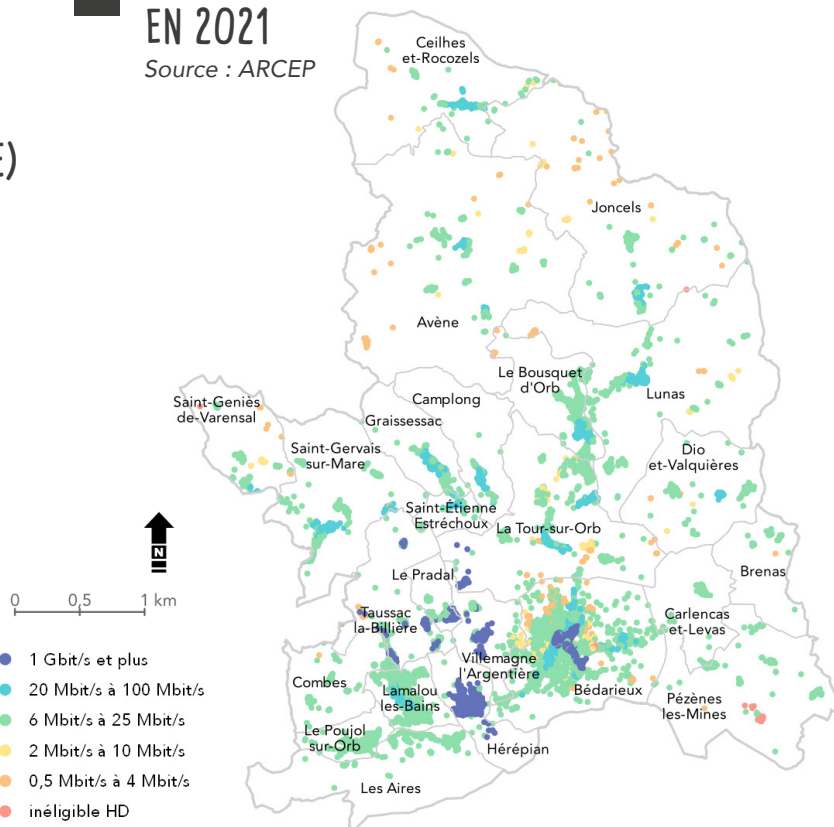 EN 2021
Source : ARCEP
E)
Ceilhes
et-Rocozels
Joncels
Avène
Le Bousquet
d'Orb
Lunas
Camplong
Saint-Geniès
de-Varensal
Graissessac
Saint-Gervais
sur-Mare
Dio
et-Valquières
Saint-Étienne
Estréchoux
La Tour-sur-Orb
N
Le Pradal
Brenas
0 0,5 1 km
Taussac
la-Billière
Carlencas
et-Levas
Villemagne
l'Argentière
Combes
Lamalou
les-Bains
Bédarieux
Pézènes
les-Mines
Le Poujol
sur-Orb
Hérépian
Les Aires
1 Gbit/s et plus
20 Mbit/s à 100 Mbit/s
6 Mbit/s à 25 Mbit/s
2 Mbit/s à 10 Mbit/s
0,5 Mbit/s à 4 Mbit/s
inéligible HD